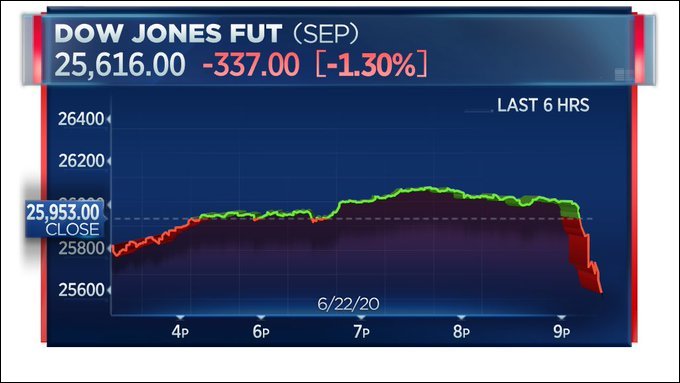 DOW JONES FUT (SEP)
25,616.00 -337.00 [-1.30%]
LAST 6 HRS
26400
26200
25,953.00
CLOSE
25800
25600
6/22/20
4P 6P 7P 8P 9P